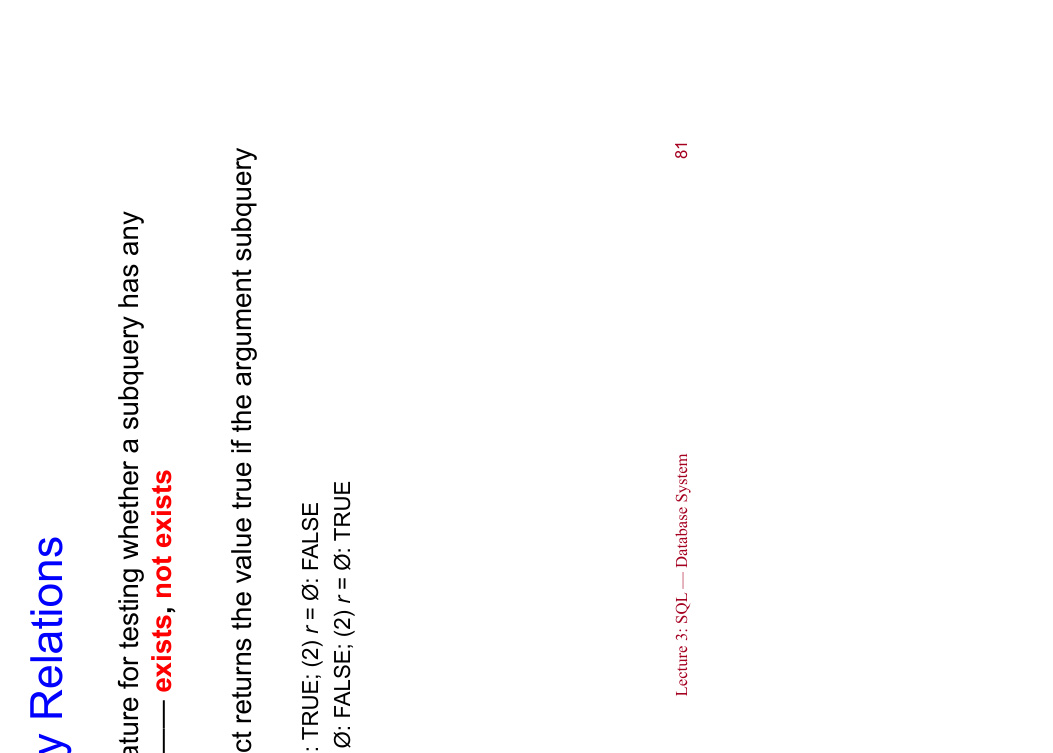 y Relations
ature for testing whether a subquery has any
—— exists, not exists
ct returns the value true if the argument subquery
: TRUE; (2) r = Ø: FALSE
Ø: FALSE; (2) r = Ø: TRUE
Lecture 3: SQL — Database System 81